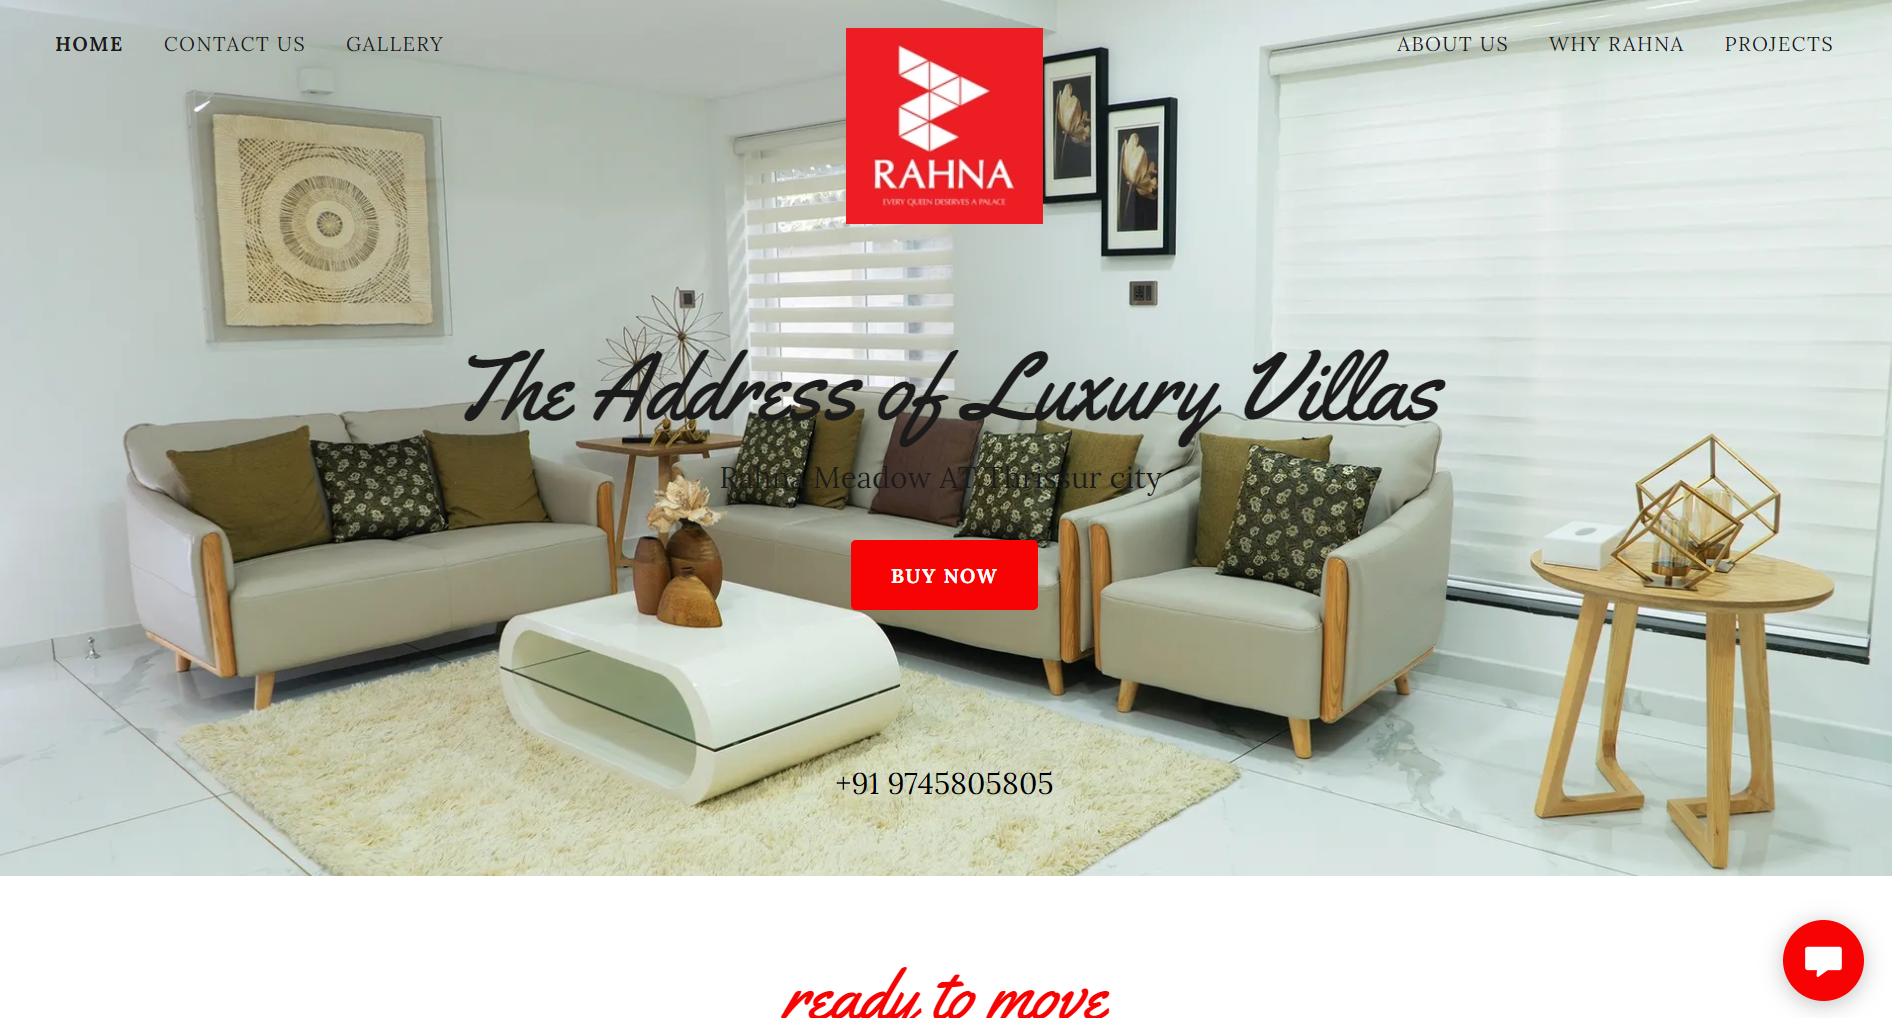 HOME CONTACT US GALLERY
ABOUT US WHY RAHNA PROJECTS
RAHNA
EVERY QUEEN DESERVES A PALACE
The Address of Luxury Villas
Rahna Meadow AT Thrissur city
BUY NOW
+91 9745805805
ready to move